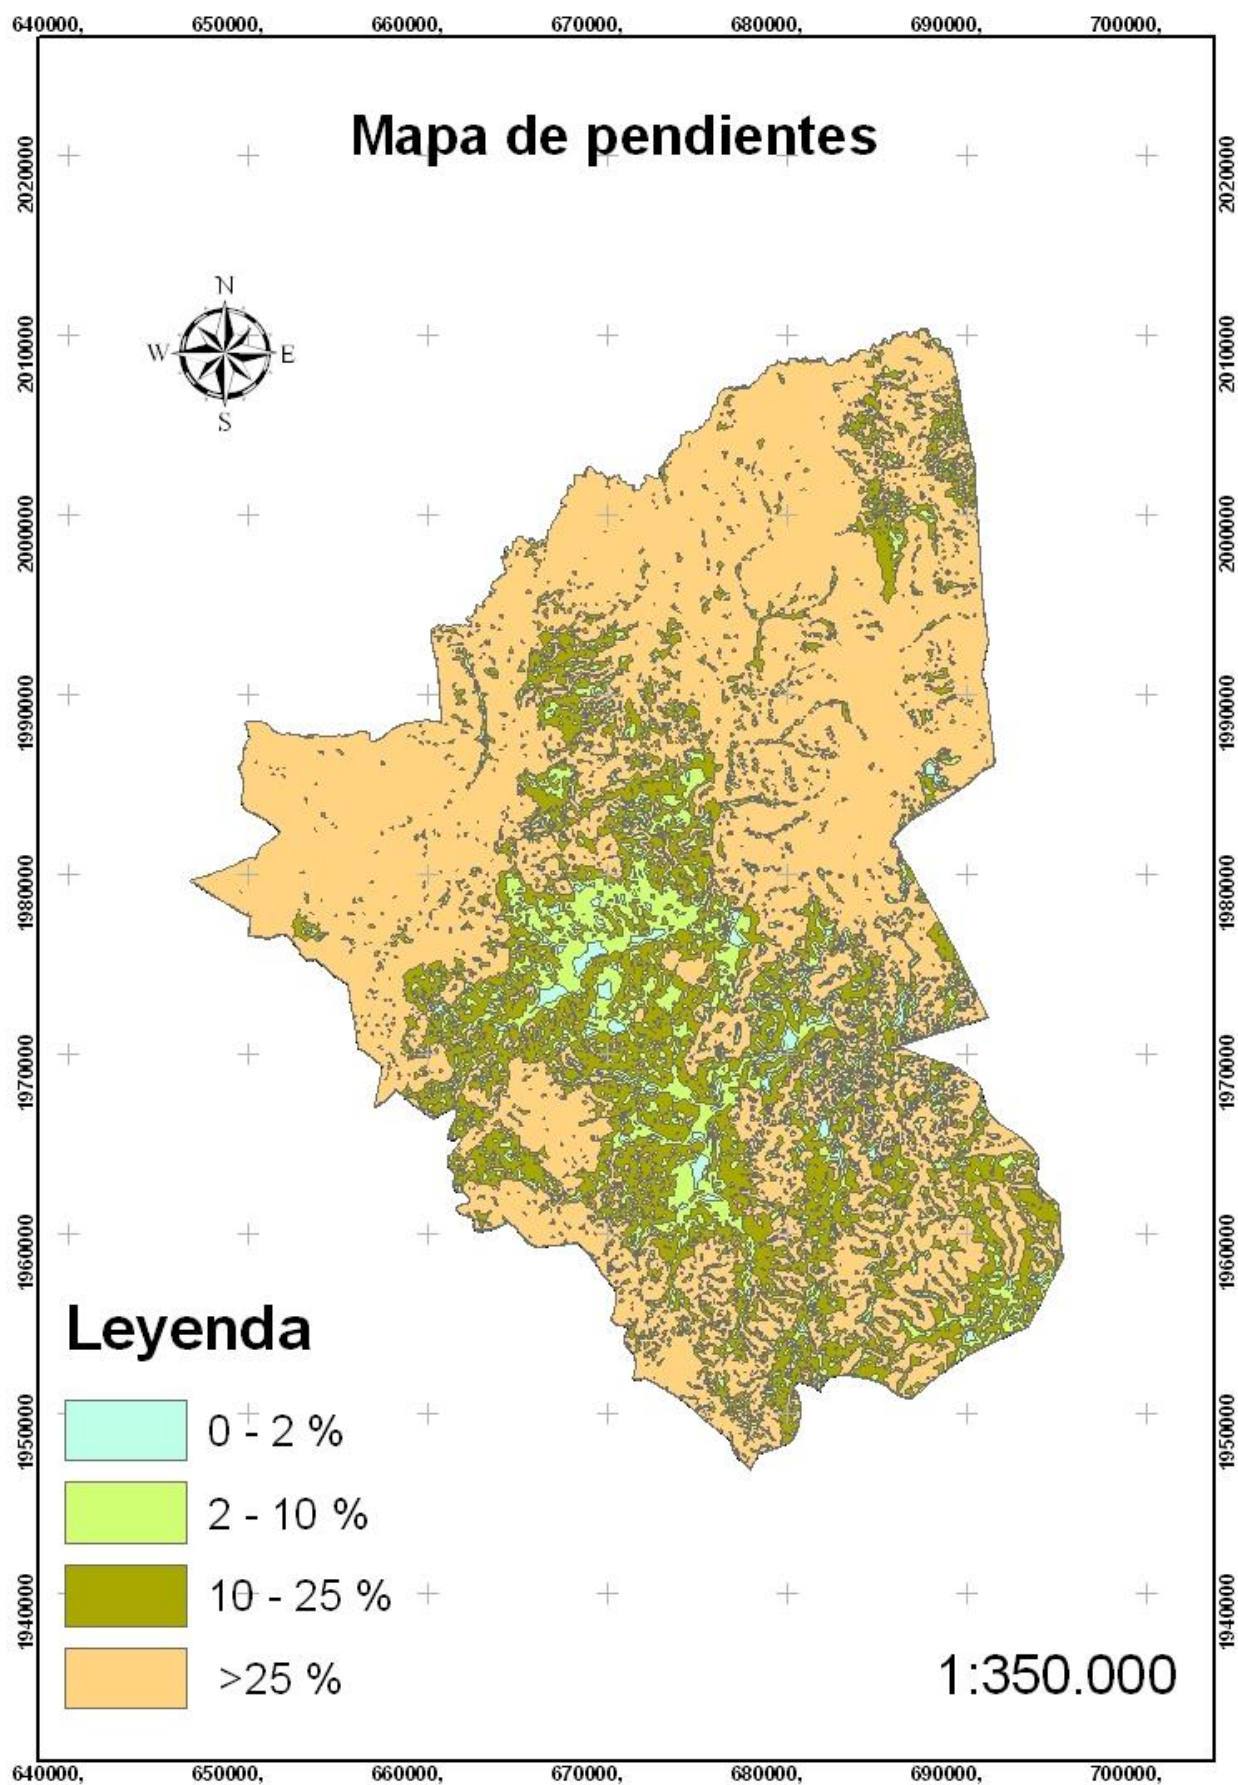 640000, 650000, 660000, 670000, 680000, 690000, 700000,
Mapa de pendientes
2020000 2020000
N
W E
S
2010000 2010000
2000000 2000000
1990000 1990000
1980000 1980000
1970000 1970000
1960000 1960000
Leyenda
1950000 1950000
0 - 2 %
2 - 10 %
10 - 25 %
1940000 1940000
>25 %
1:350.000
640000, 650000, 660000, 670000, 680000, 690000, 700000,